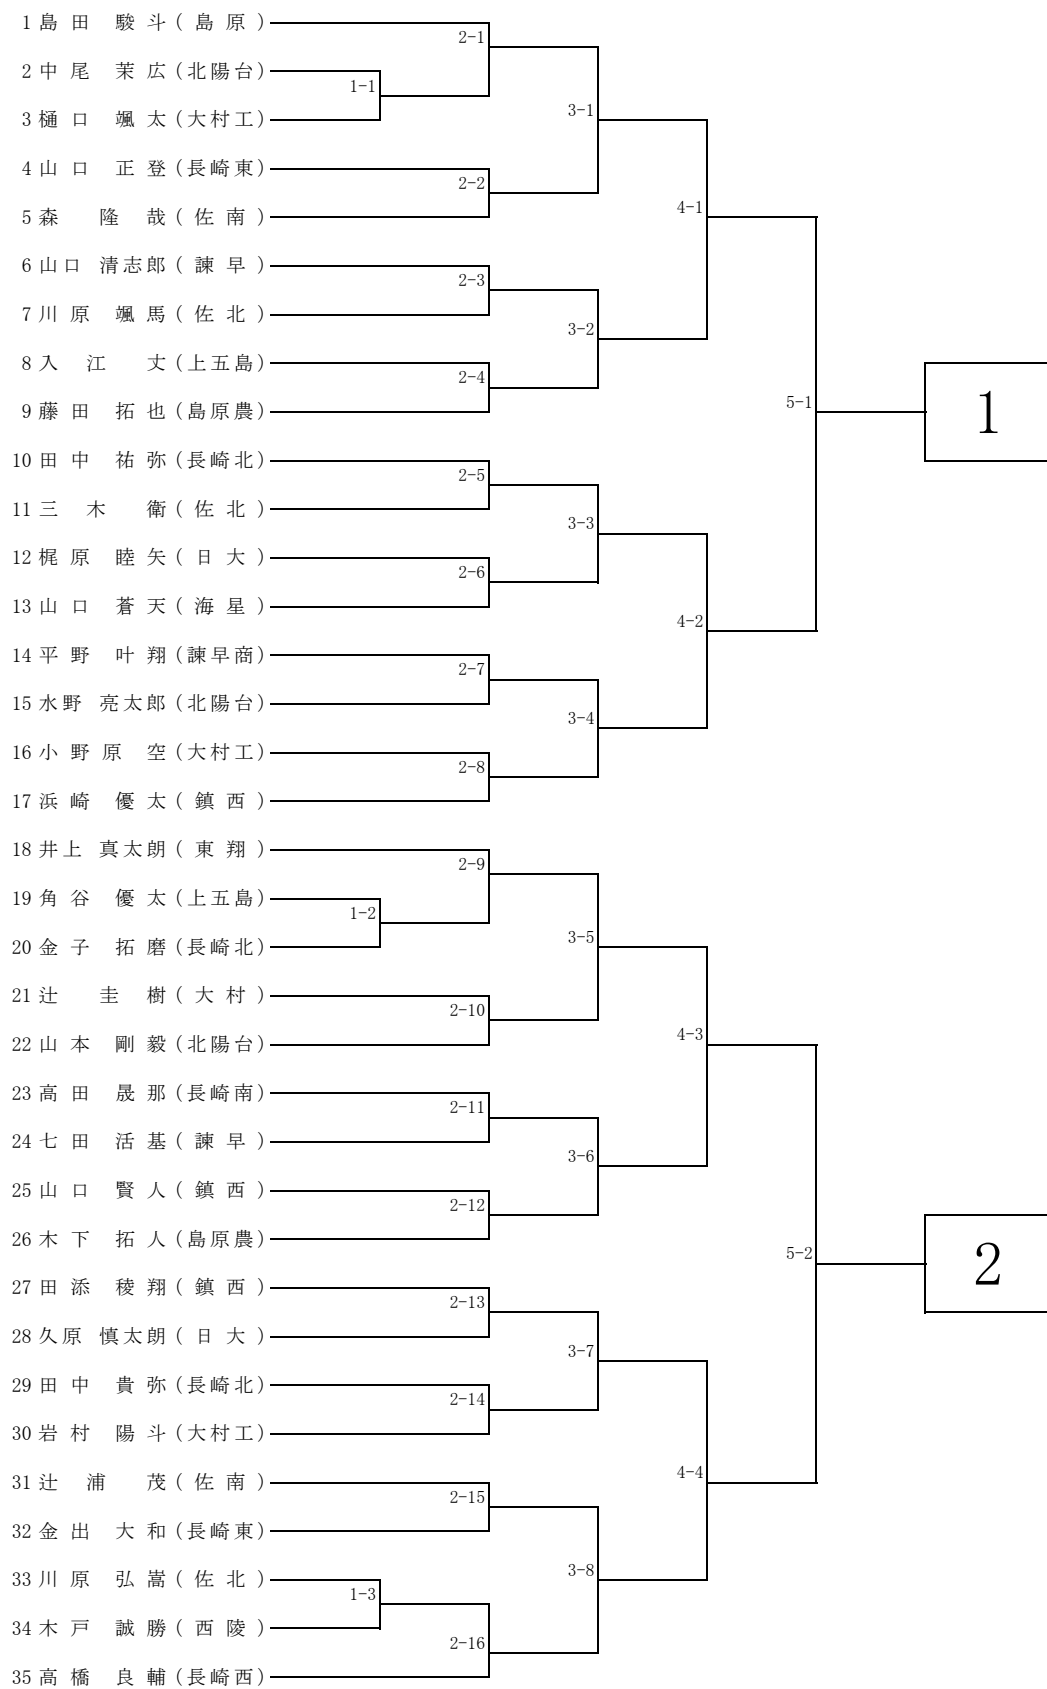 1 島田 駿斗 (島原)
2-1
2 中尾 茉広 (北陽台)
1-1
3 樋口 颯太 (大村工)
3-1
4 山口 正登 (長崎東)
2-2
5 森 隆哉 (佐南)
4-1
6 山口 清志郎 (諫早)
2-3
7 川原 颯馬 (佐北)
3-2
8 入江 丈 (上五島)
2-4
9 藤田 拓也 (島原農)
5-1
1
10 田中 祐弥 (長崎北)
2-5
11 三木 衛 (佐北)
3-3
12 梶原 睦矢 (日大)
2-6
13 山口 蒼天 (海星)
4-2
14 平野 叶翔 (諫早商)
2-7
15 水野 亮太郎 (北陽台)
3-4
16 小野原 空 (大村工)
2-8
17 浜崎 優太 (鎮西)
18 井上 真太朗 (東翔)
2-9
19 角谷 優太 (上五島)
1-2
20 金子 拓磨 (長崎北)
3-5
21 辻 圭樹 (大村)
2-10
22 山本 剛毅 (北陽台)
4-3
23 高田 晟那 (長崎南)
2-11
24 七田 活基 (諫早)
3-6
25 山口 賢人 (鎮西)
2-12
26 木下 拓人 (島原農)
5-2
2
27 田添 稜翔 (鎮西)
2-13
28 久原 慎太朗 (日大)
3-7
29 田中 貴弥 (長崎北)
2-14
30 岩村 陽斗 (大村工)
4-4
31 辻浦 茂 (佐南)
2-15
32 金出 大和 (長崎東)
3-8
33 川原 弘嵩 (佐北)
1-3
34 木戸 誠勝 (西陵)
2-16
35 高橋 良輔 (長崎西)